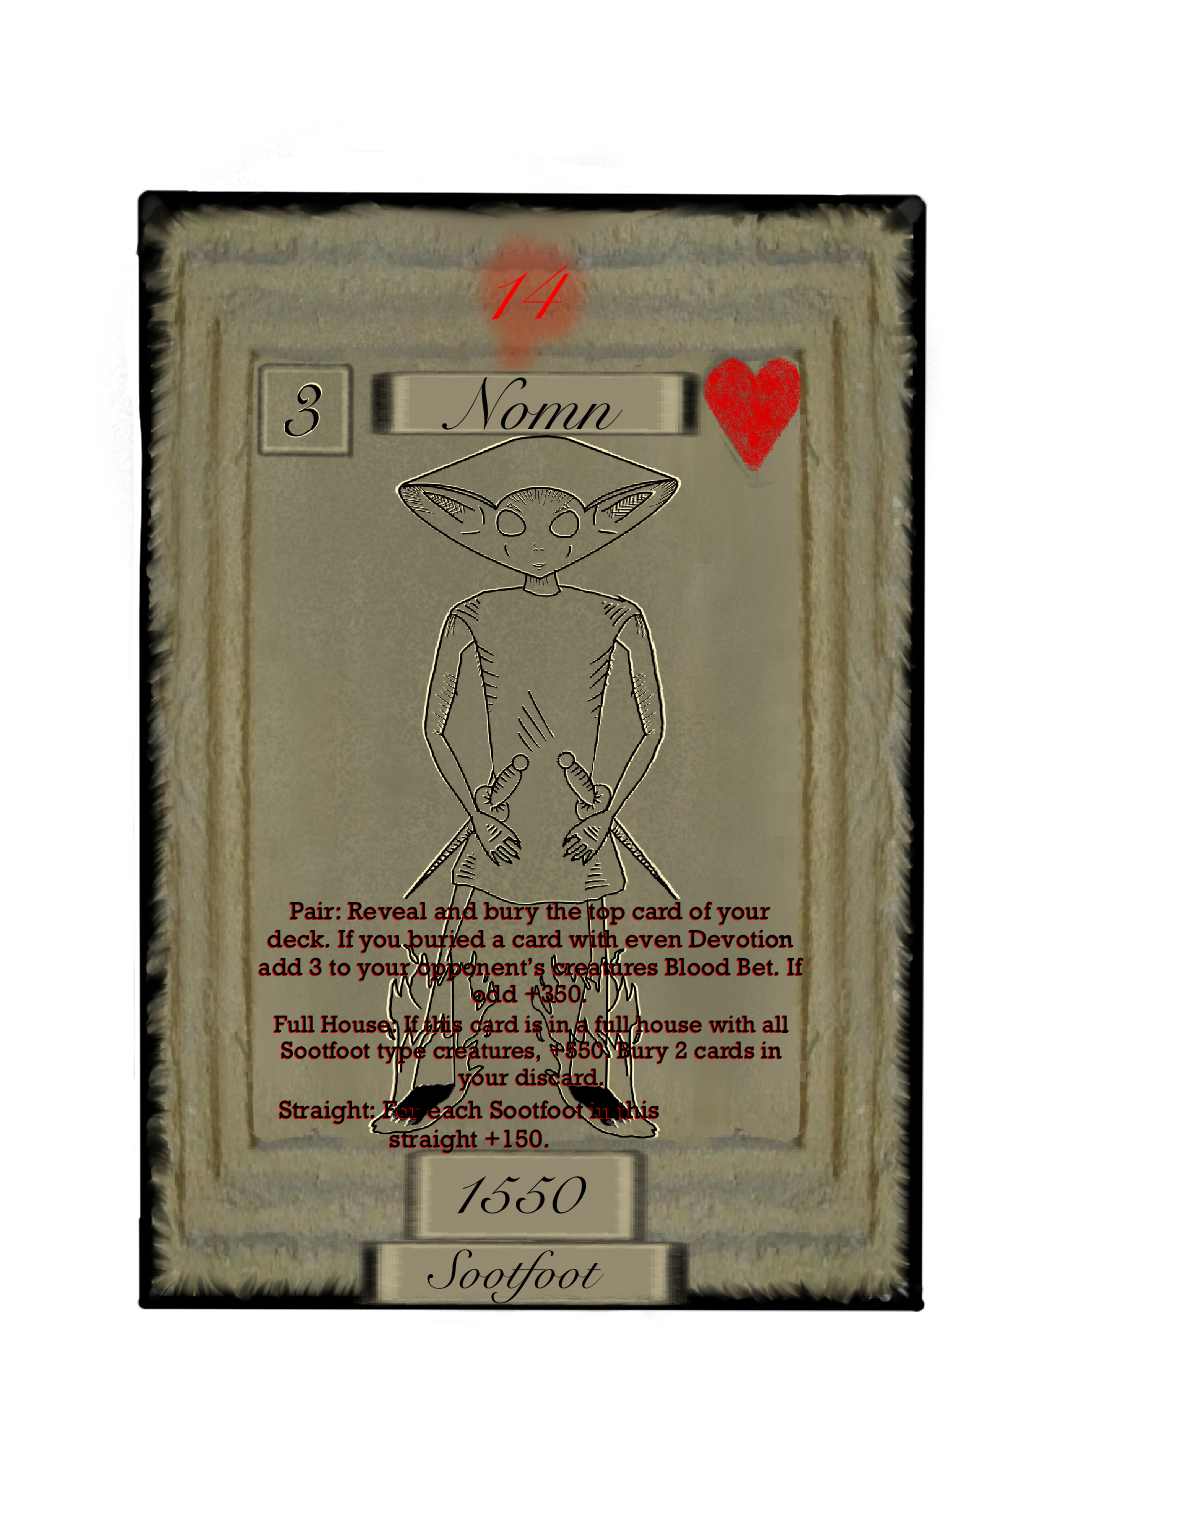 14
3
Nomn
Pair: Reveal and bury the top card of your
deck. If you buried a card with even Devotion
add 3 to your opponent's creatures Blood Bet. If
odd +350.
Full House: If this card is in a full house with all
Sootfoot type creatures, +550. Bury 2 cards in
your discard.
Straight: For each Sootfoot in this
straight +150.
1550
Sootfoot